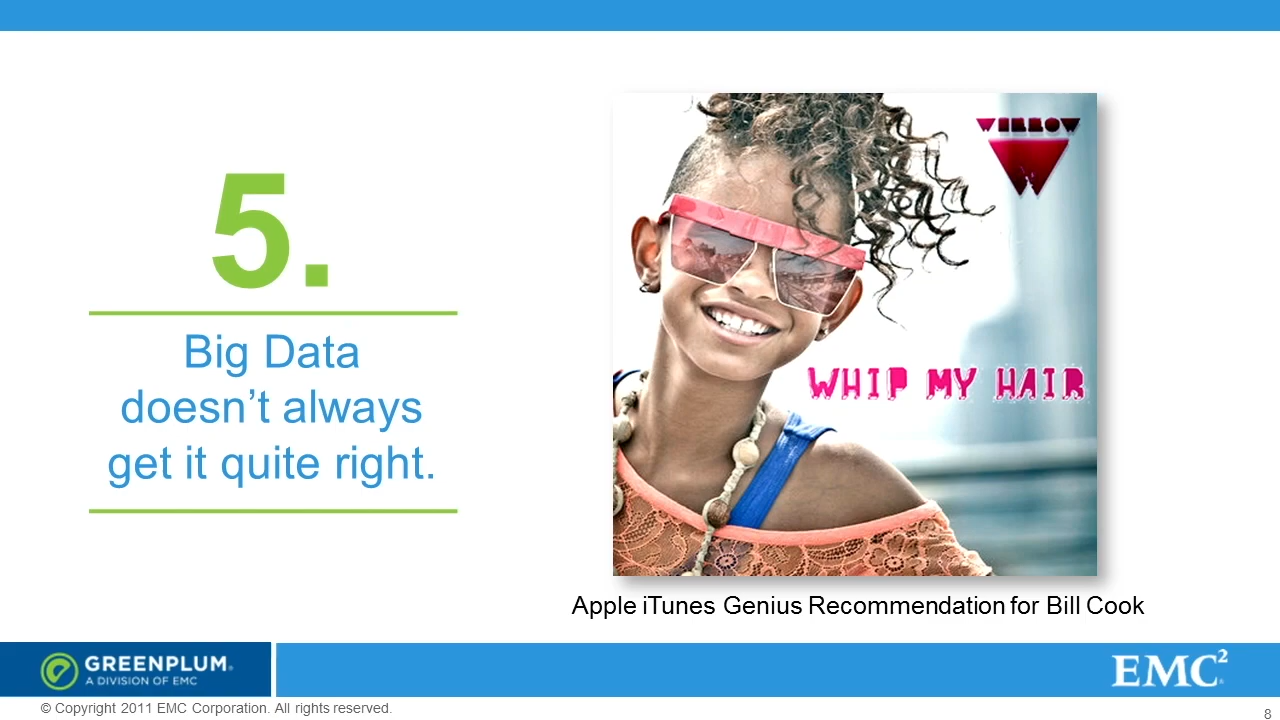 5.
Big Data
doesn’t always
get it quite right.
WILLOW
W
WHIP MY HAIR
Apple iTunes Genius Recommendation for Bill Cook
GREENPLUM®
A DIVISION OF EMC
EMC²
© Copyright 2011 EMC Corporation. All rights reserved.
8